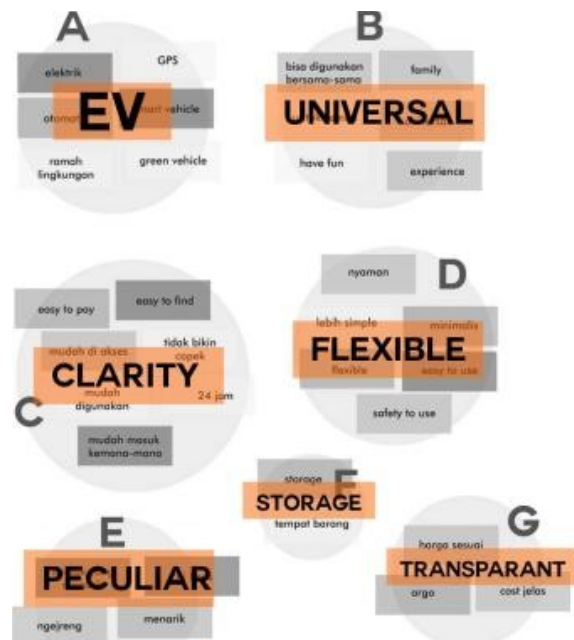 A
elektrik
GPS
EV
ramah
lingkungan
green vehicle
B
bisa digunakan
bersama-sama
family
UNIVERSAL
have fun
experience
C
easy to pay
easy to find
mudah di akses
tidak bikin
capek
CLARITY
mudah
digunakan
24 jam
mudah masuk
kemana-mana
D
nyaman
lebih simple
minimalis
FLEXIBLE
flexible
easy to use
safety to use
E
PECULIAR
ngejreng
menarik
F
storage
STORAGE
tempat barang
G
harga sesuai
TRANSPARANT
argo
cost jelas